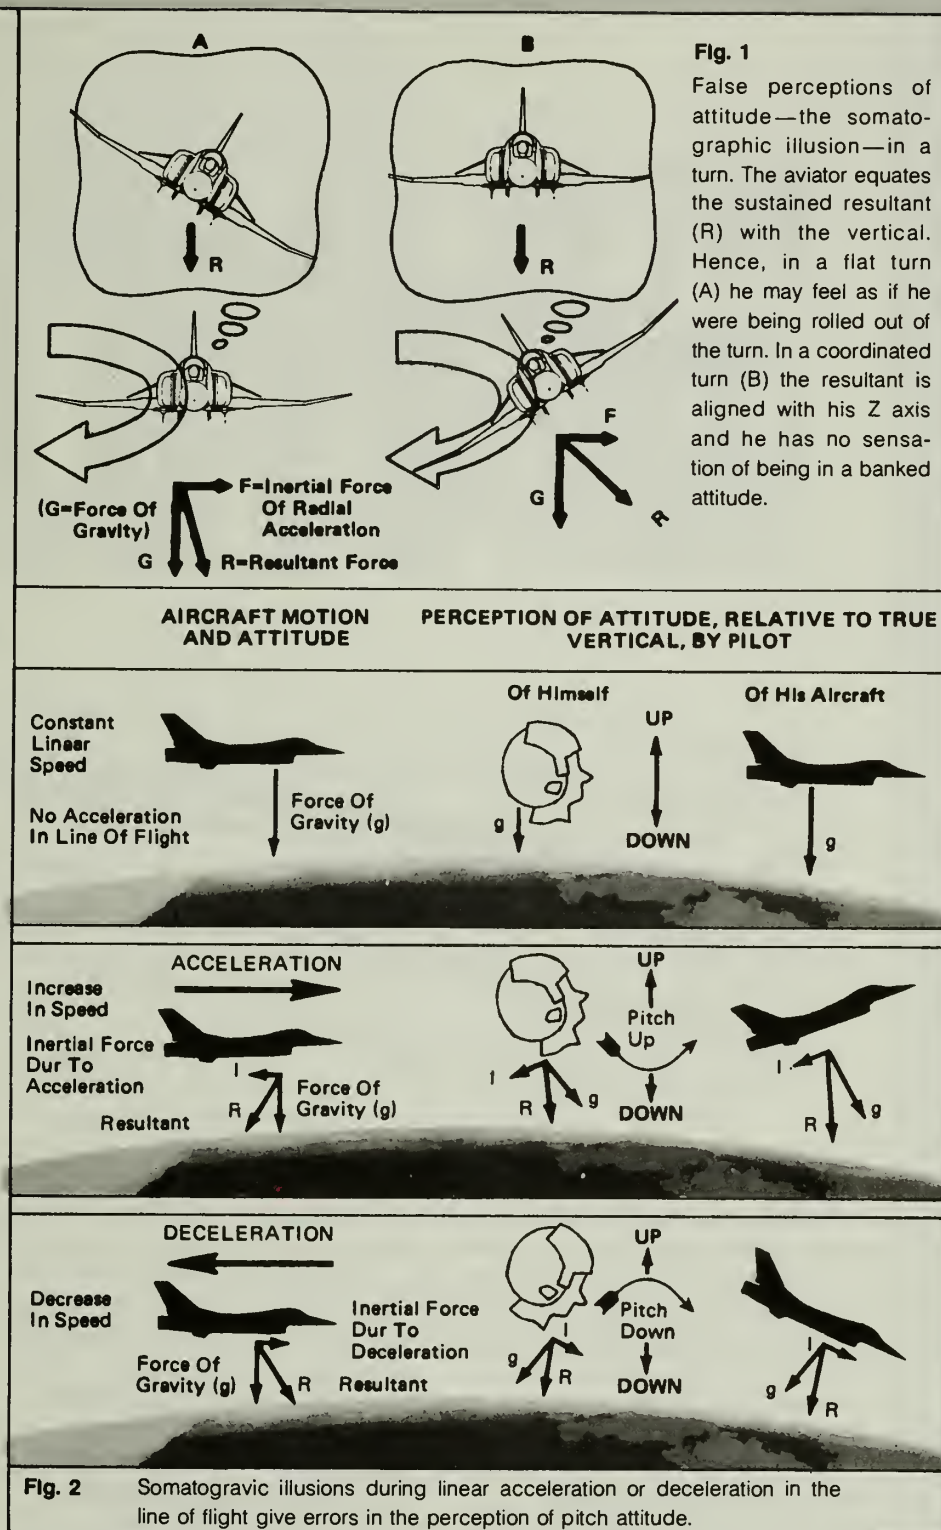 A
B
Fig. 1
False perceptions of
attitude—the somato-
graphic illusion—in a
turn. The aviator equates
the sustained resultant
(R) with the vertical.
Hence, in a flat turn
(A) he may feel as if he
were being rolled out of
the turn. In a coordinated
turn (B) the resultant is
aligned with his Z axis
and he has no sensa-
tion of being in a banked
attitude.
R
R
(G=Force Of
Gravity)
F=Inertial Force
Of Radial
Acceleration
G
R=Resultant Force
F
G
R
AIRCRAFT MOTION
AND ATTITUDE
PERCEPTION OF ATTITUDE, RELATIVE TO TRUE
VERTICAL, BY PILOT
Of Himself
Of His Aircraft
Constant
Linear
Speed
No Acceleration
In Line Of Flight
Force Of
Gravity (g)
g
UP
DOWN
g
ACCELERATION
Increase
In Speed
Inertial Force
Dur To
Acceleration
I
Force Of
Gravity (g)
R
Resultant
UP
Pitch
Up
DOWN
I
R
g
I
R
g
DECELERATION
Decrease
In Speed
Force Of
Gravity (g)
I
Inertial Force
Dur To
Deceleration
R
Resultant
UP
Pitch
Down
DOWN
I
g
R
I
g
R
Fig. 2 Somatogravic illusions during linear acceleration or deceleration in the
line of flight give errors in the perception of pitch attitude.